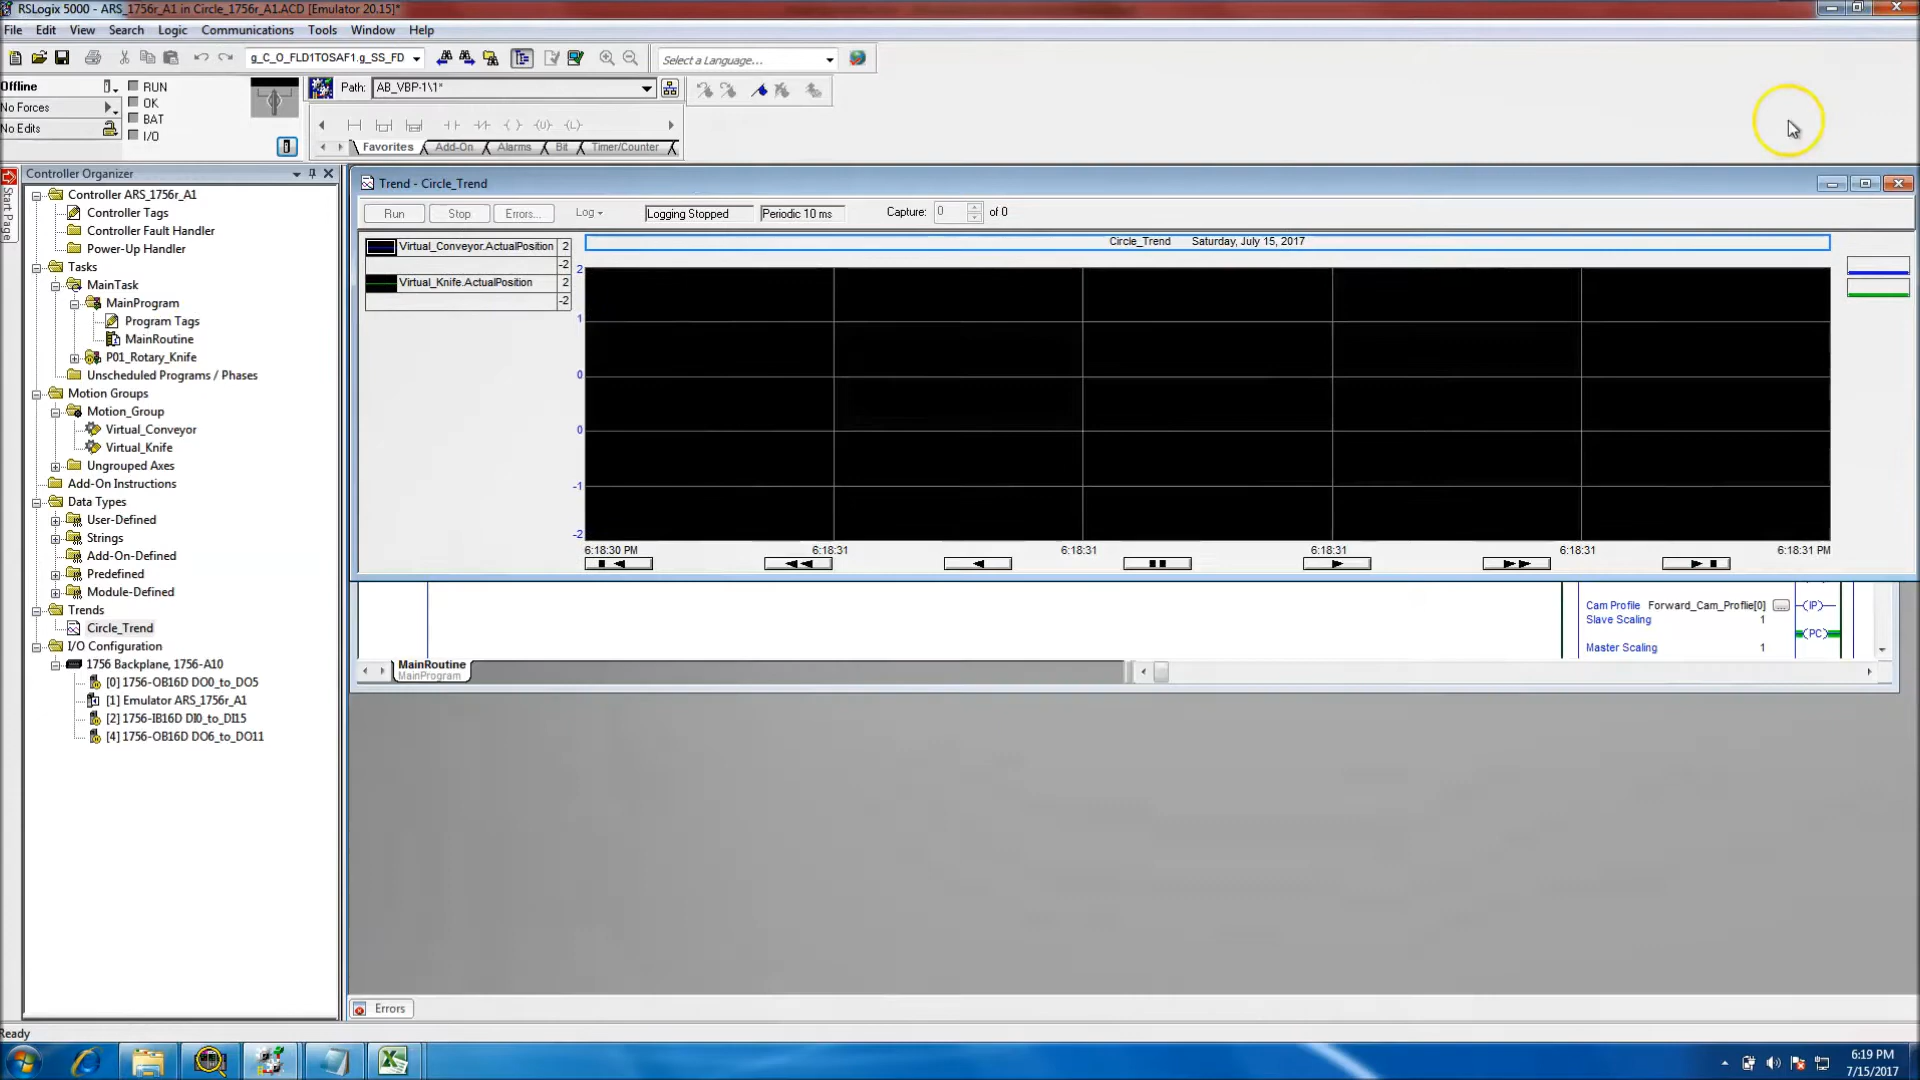 RSLogix 5000 - ARS_1756r_A1 in Circle_1756r_A1.ACD [Emulator 20.15]*
File Edit View Search Logic Communications Tools Window Help
g_C_O_FLD1TOSAF1.g_SS_FD
Select a Language...
Offline
RUN
Path: AB_VBP-1\1*
No Forces
OK
BAT
No Edits
I/O
Favorites Add-On Alarms Bit Timer/Counter
Start Page
Controller Organizer
Controller ARS_1756r_A1
Controller Tags
Controller Fault Handler
Power-Up Handler
Tasks
MainTask
MainProgram
Program Tags
MainRoutine
P01_Rotary_Knife
Unscheduled Programs / Phases
Motion Groups
Motion_Group
Virtual_Conveyor
Virtual_Knife
Ungrouped Axes
Add-On Instructions
Data Types
User-Defined
Strings
Add-On-Defined
Predefined
Module-Defined
Trends
Circle_Trend
I/O Configuration
1756 Backplane, 1756-A10
[0] 1756-OB16D DO0_to_DO5
[1] Emulator ARS_1756r_A1
[2] 1756-IB16D DI0_to_DI15
[4] 1756-OB16D DO6_to_DO11
Trend - Circle_Trend
Run Stop Errors... Log Logging Stopped Periodic 10 ms Capture: 0 of 0
Circle_Trend Saturday, July 15, 2017
Virtual_Conveyor.ActualPosition 2
-2
Virtual_Knife.ActualPosition 2
-2
2
1
0
0
-1
-2
6:18:30 PM 6:18:31 6:18:31 6:18:31 6:18:31 6:18:31 PM
Cam Profile Forward_Cam_Proflie[0] IP
Slave Scaling 1
PC
Master Scaling 1
MainRoutine
MainProgram
Errors
Ready
6:19 PM
7/15/2017